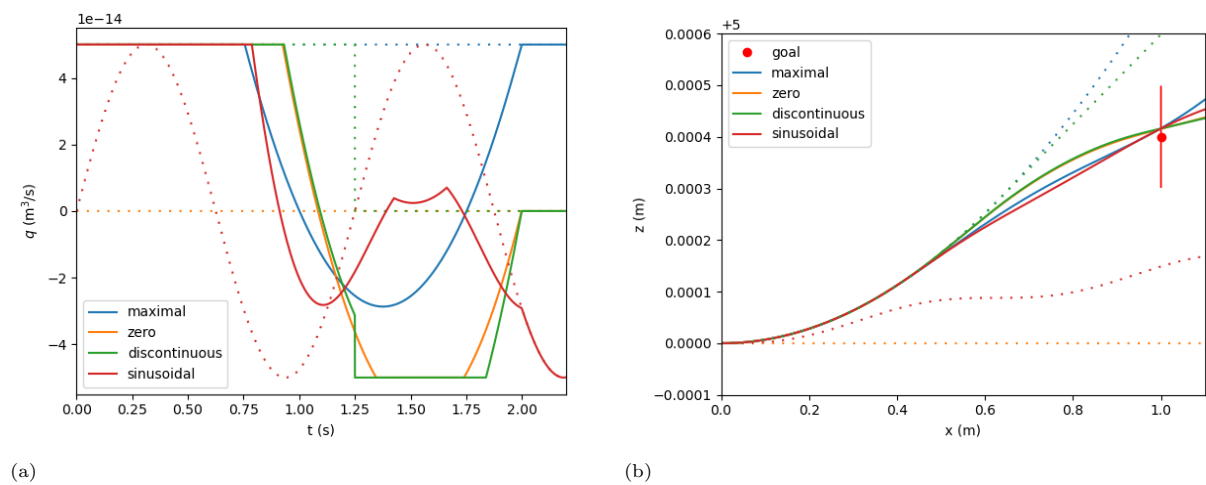 1e−14
q (m³/s)
4
2
0
−2
−4
maximal
zero
discontinuous
sinusoidal
0.00 0.25 0.50 0.75 1.00 1.25 1.50 1.75 2.00
t (s)
(a)
+5
z (m)
0.0006
0.0005
0.0004
0.0003
0.0002
0.0001
0.0000
−0.0001
goal
maximal
zero
discontinuous
sinusoidal
0.0 0.2 0.4 0.6 0.8 1.0
x (m)
(b)